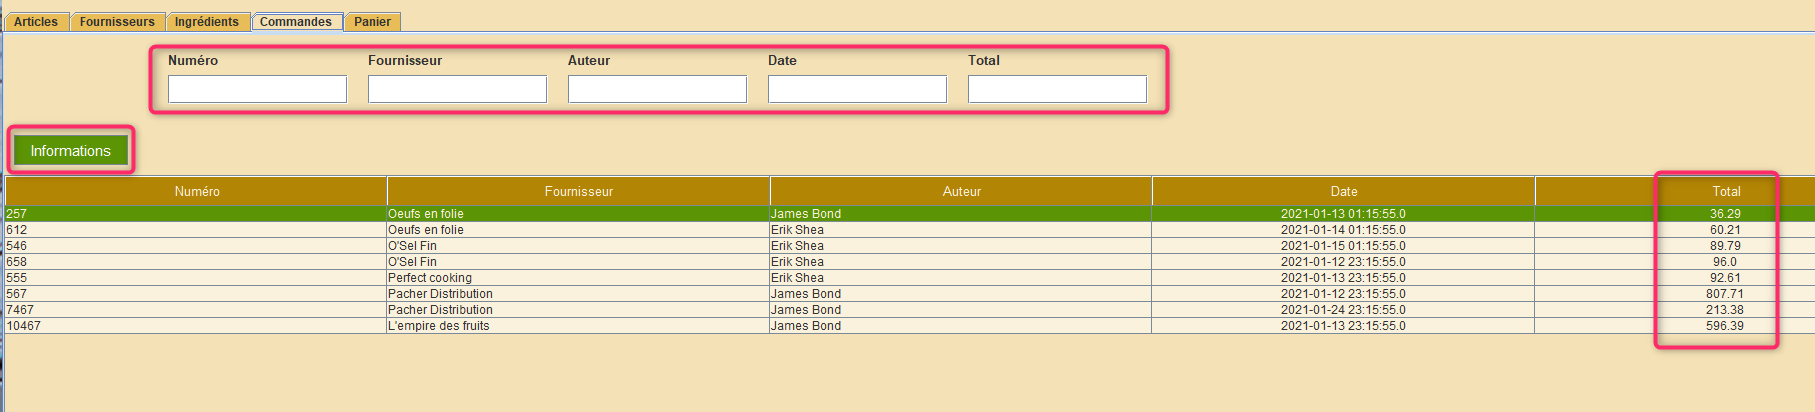 Articles Fournisseurs Ingrédients Commandes Panier
Numéro Fournisseur Auteur Date Total
Informations
Numéro Fournisseur Auteur Date Total
257 Oeufs en folie James Bond 2021-01-13 01:15:55.0 36.29
612 Oeufs en folie Erik Shea 2021-01-14 01:15:55.0 60.21
546 O'Sel Fin Erik Shea 2021-01-15 01:15:55.0 89.79
658 O'Sel Fin Erik Shea 2021-01-12 23:15:55.0 96.0
555 Perfect cooking Erik Shea 2021-01-13 23:15:55.0 92.61
567 Pacher Distribution James Bond 2021-01-12 23:15:55.0 807.71
7467 Pacher Distribution James Bond 2021-01-24 23:15:55.0 213.38
10467 L'empire des fruits James Bond 2021-01-13 23:15:55.0 596.39